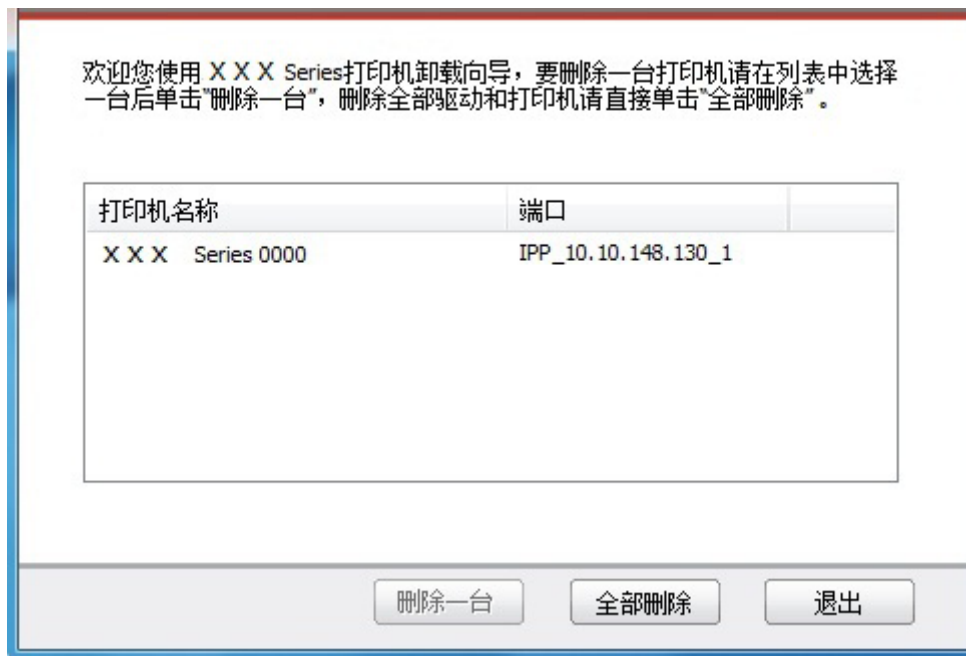 欢迎您使用 X X X Series打印机卸载向导，要删除一台打印机请在列表中选择
一台后单击“删除一台”，删除全部驱动和打印机请直接单击“全部删除”。
打印机名称 端口
X X X Series 0000 IPP_10.10.148.130_1
删除一台 全部删除 退出